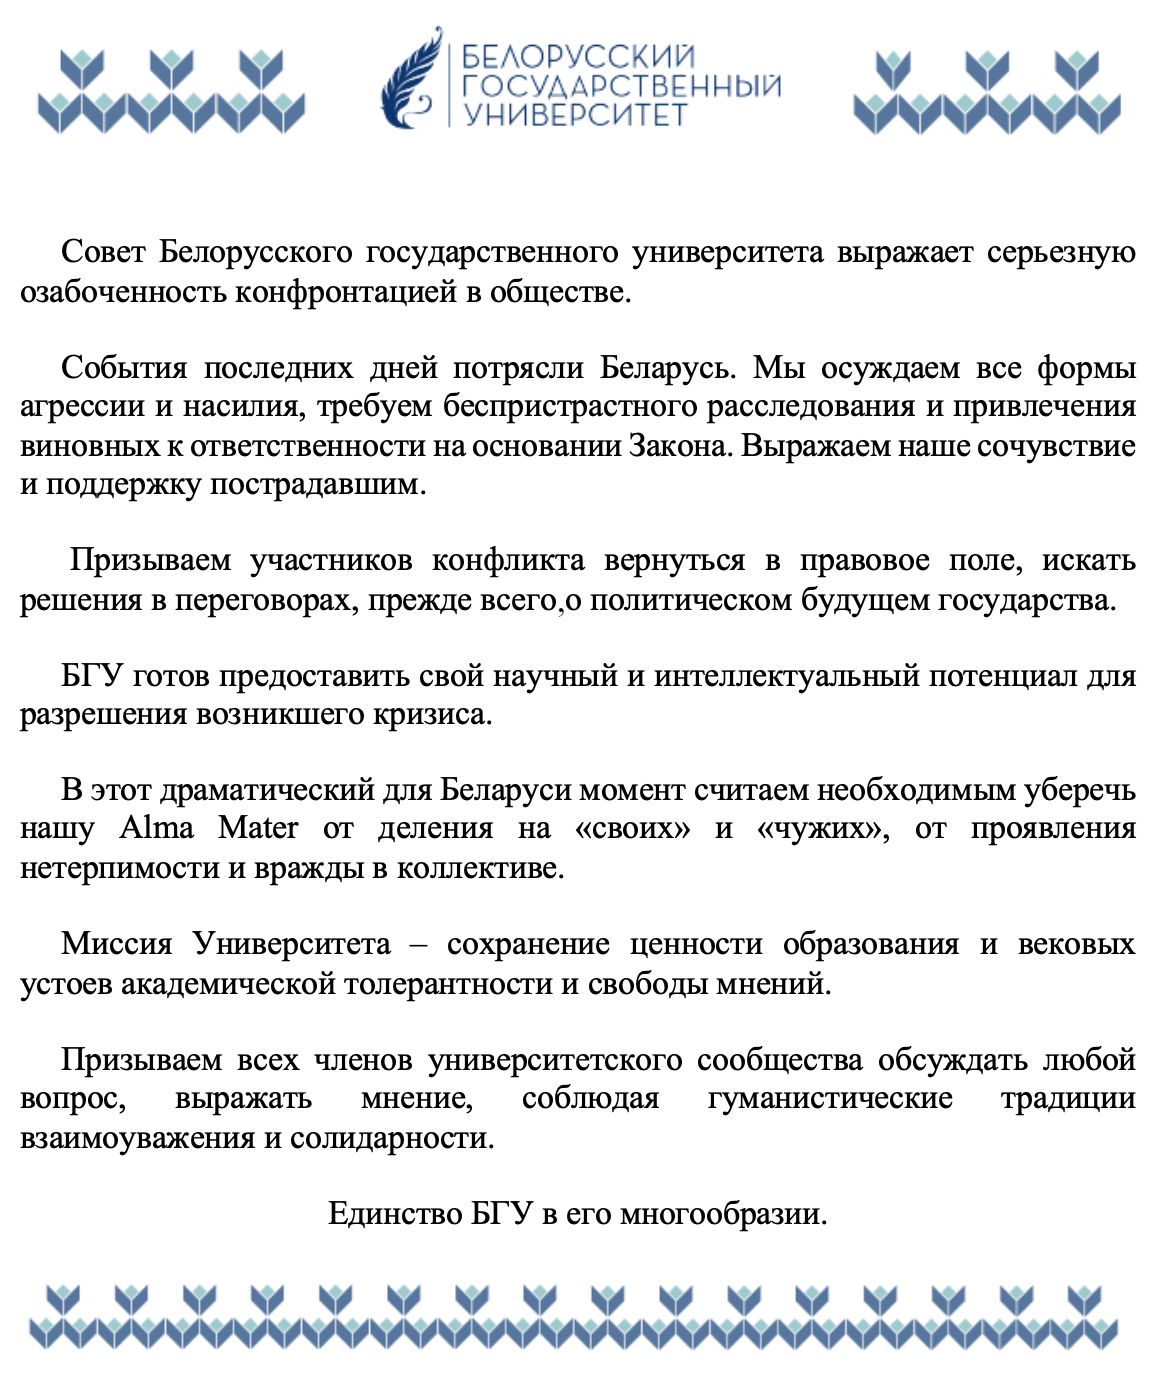 БЕЛОРУССКИЙ
ГОСУДАРСТВЕННЫЙ
УНИВЕРСИТЕТ
Совет Белорусского государственного университета выражает серьезную
озабоченность конфронтацией в обществе.
События последних дней потрясли Беларусь. Мы осуждаем все формы
агрессии и насилия, требуем беспристрастного расследования и привлечения
виновных к ответственности на основании Закона. Выражаем наше сочувствие
и поддержку пострадавшим.
Призываем участников конфликта вернуться в правовое поле, искать
решения в переговорах, прежде всего,о политическом будущем государства.
БГУ готов предоставить свой научный и интеллектуальный потенциал для
разрешения возникшего кризиса.
В этот драматический для Беларуси момент считаем необходимым уберечь
нашу Alma Mater от деления на «своих» и «чужих», от проявления
нетерпимости и вражды в коллективе.
Миссия Университета – сохранение ценности образования и вековых
устоев академической толерантности и свободы мнений.
Призываем всех членов университетского сообщества обсуждать любой
вопрос, выражать мнение, соблюдая гуманистические традиции
взаимоуважения и солидарности.
Единство БГУ в его многообразии.